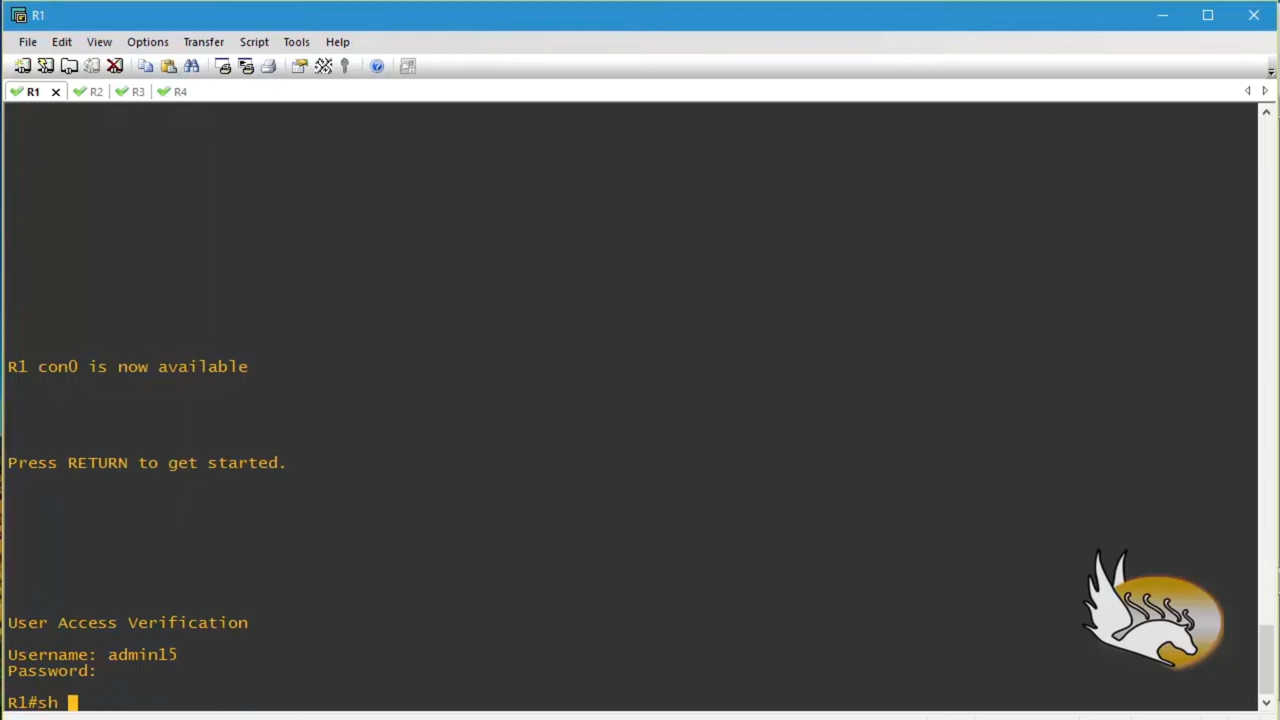 R1
File Edit View Options Transfer Script Tools Help
R1 R2 R3 R4
R1 con0 is now available
Press RETURN to get started.
User Access Verification
Username: admin15
Password:
R1#sh